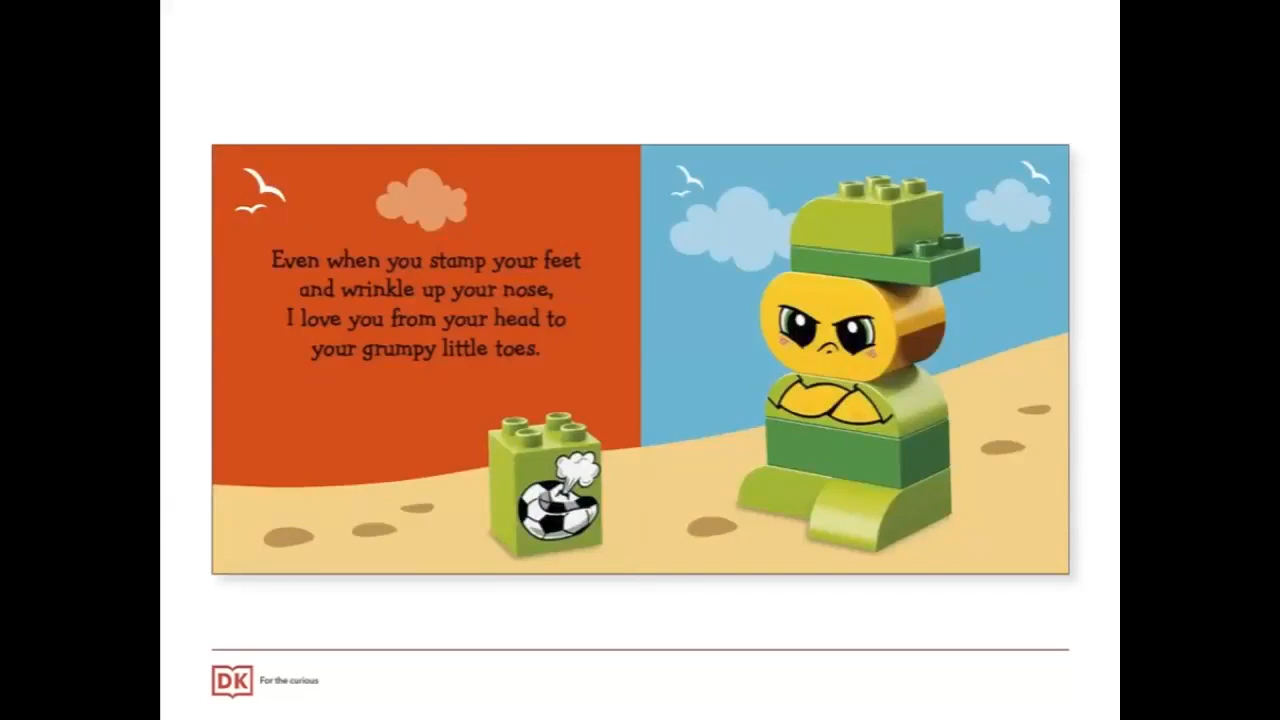 Even when you stamp your feet
and wrinkle up your nose,
I love you from your head to
your grumpy little toes.
DK
For the curious